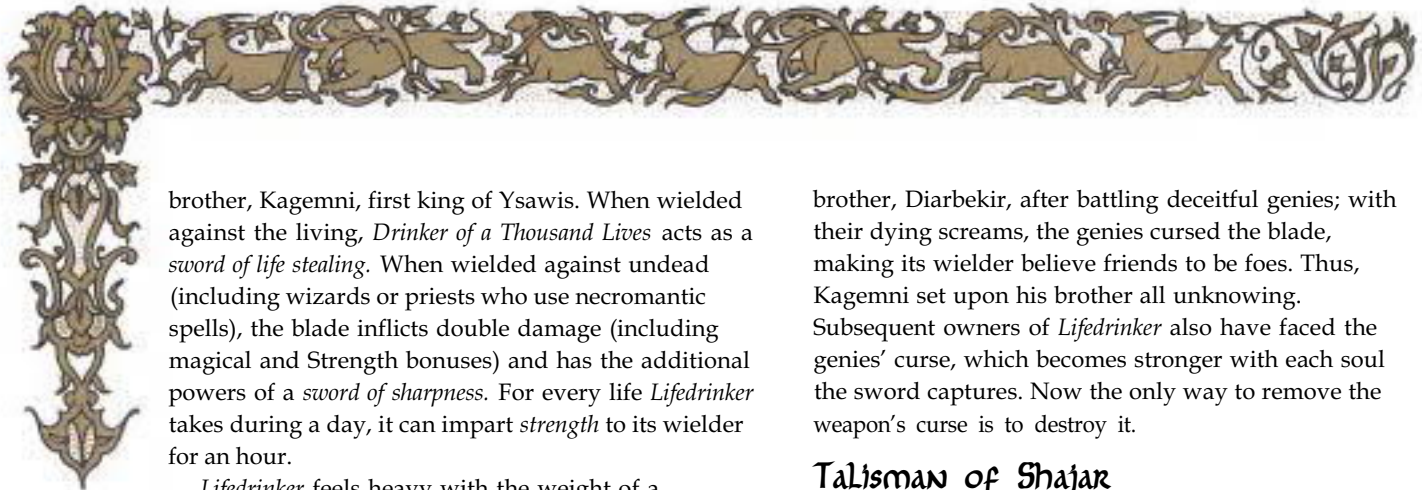 brother, Kagemni, first king of Ysawis. When wielded
against the living, Drinker of a Thousand Lives acts as a
sword of life stealing. When wielded against undead
(including wizards or priests who use necromantic
spells), the blade inflicts double damage (including
magical and Strength bonuses) and has the additional
powers of a sword of sharpness. For every life Lifedrinker
takes during a day, it can impart strength to its wielder
for an hour.
Lifedrinker feels heavy with the weight of a
brother, Diarbekir, after battling deceitful genies; with
their dying screams, the genies cursed the blade,
making its wielder believe friends to be foes. Thus,
Kagemni set upon his brother all unknowing.
Subsequent owners of Lifedrinker also have faced the
genies’ curse, which becomes stronger with each soul
the sword captures. Now the only way to remove the
weapon’s curse is to destroy it.
Talisman of Shajar